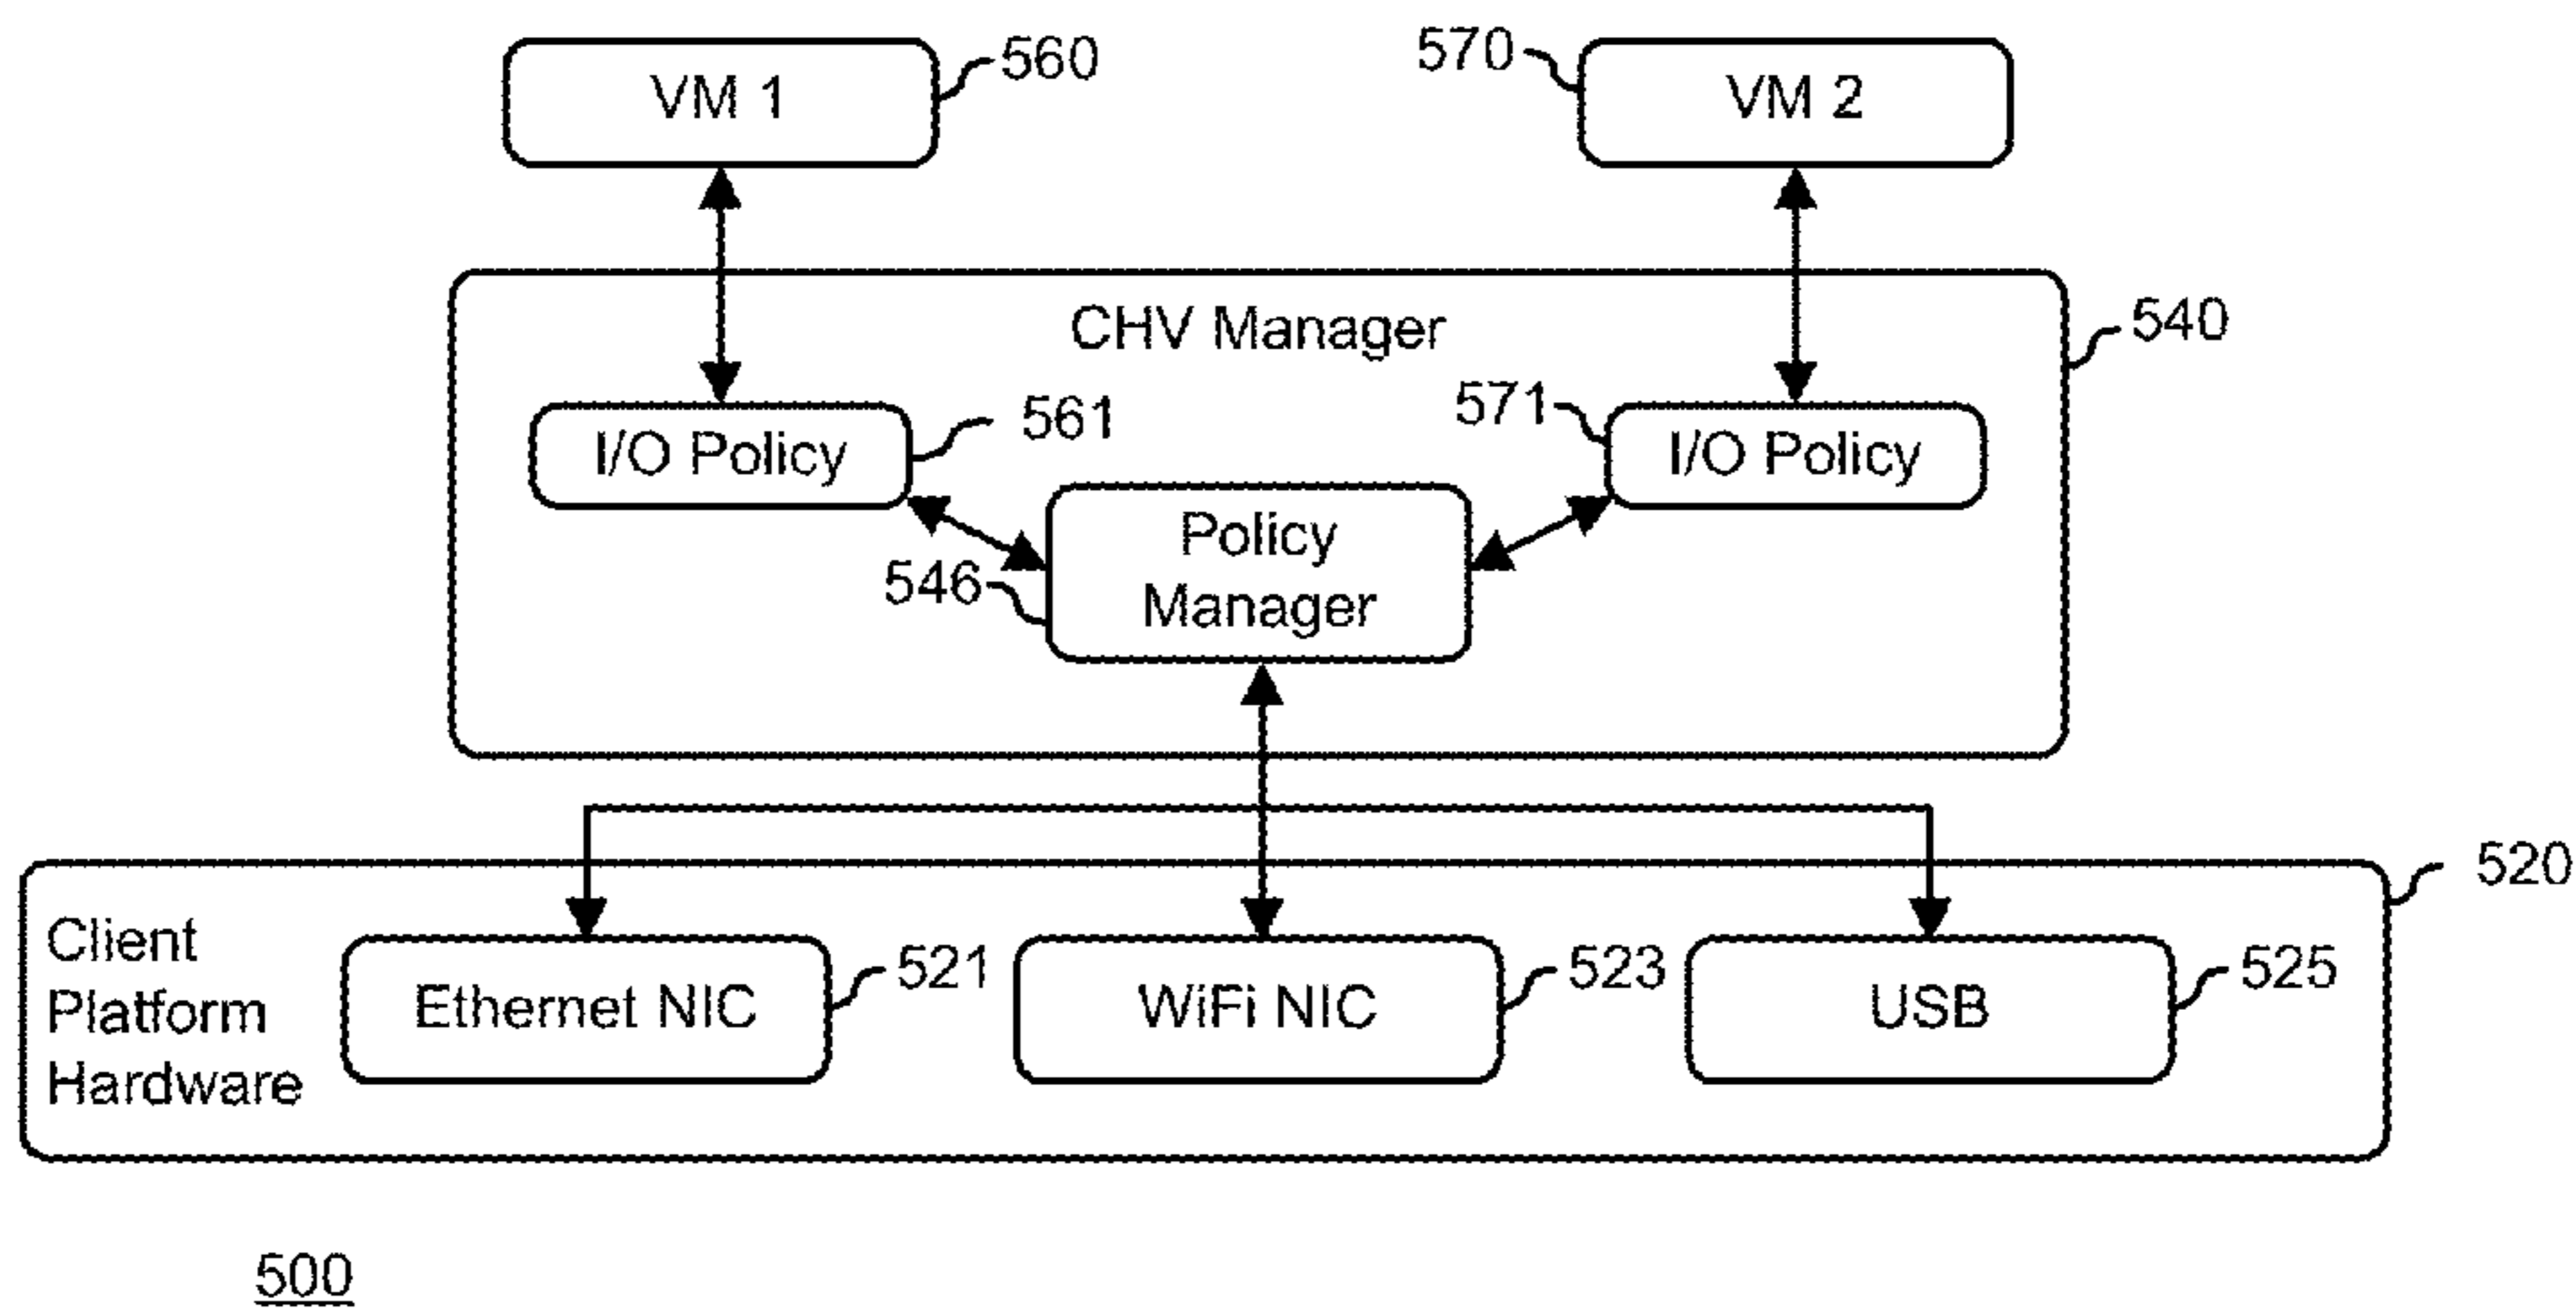 VM 1
560
570
VM 2
CHV Manager
540
I/O Policy
561
571
I/O Policy
Policy
Manager
546
520
Client
Platform
Hardware
Ethernet NIC
521
WiFi NIC
523
USB
525
500